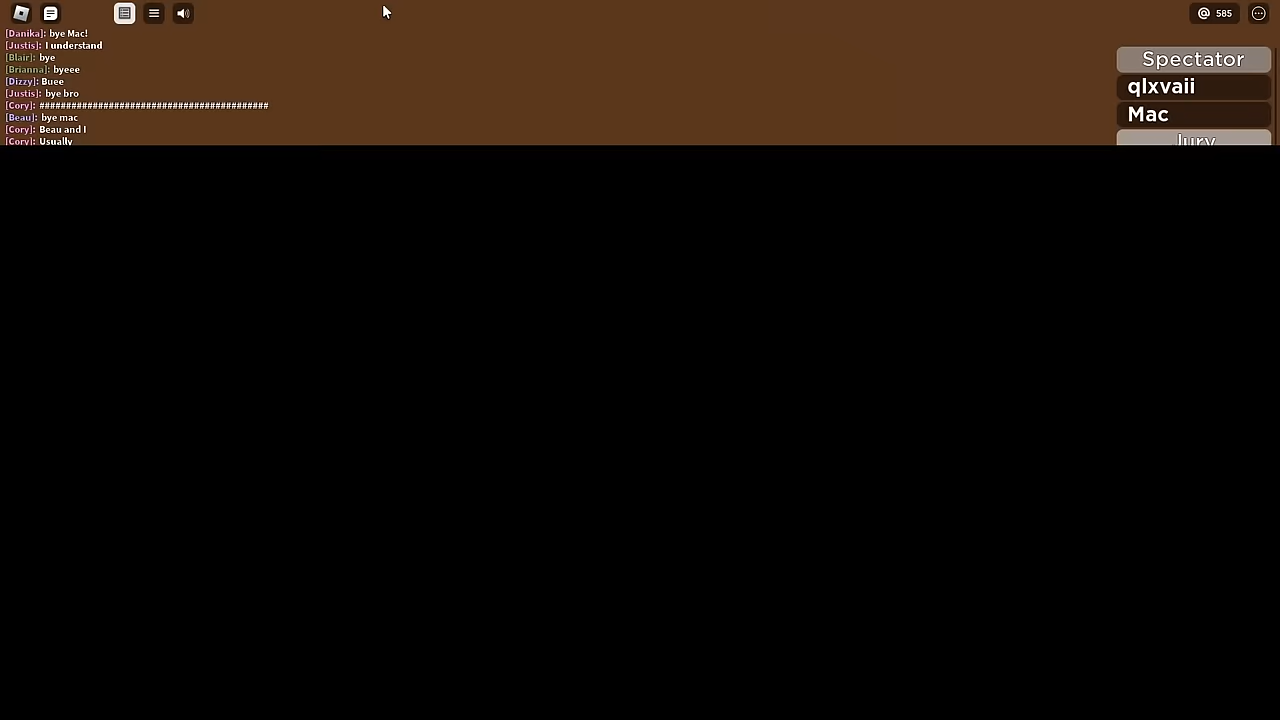 @ 585
[Danika]: bye Mac!
[Justis]: I understand
[Blair]: bye
[Brianna]: byeee
[Dizzy]: Buee
[Justis]: bye bro
[Cory]: ############################################
[Beau]: bye mac
[Cory]: Beau and I
[Cory]: Usually
Spectator
qlxvaii
Mac
Jury